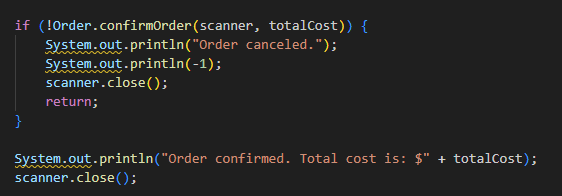 if (!Order.confirmOrder(scanner, totalCost)) {
    System.out.println("Order canceled.");
    System.out.println(-1);
    scanner.close();
    return;
}

System.out.println("Order confirmed. Total cost is: $" + totalCost);
scanner.close();